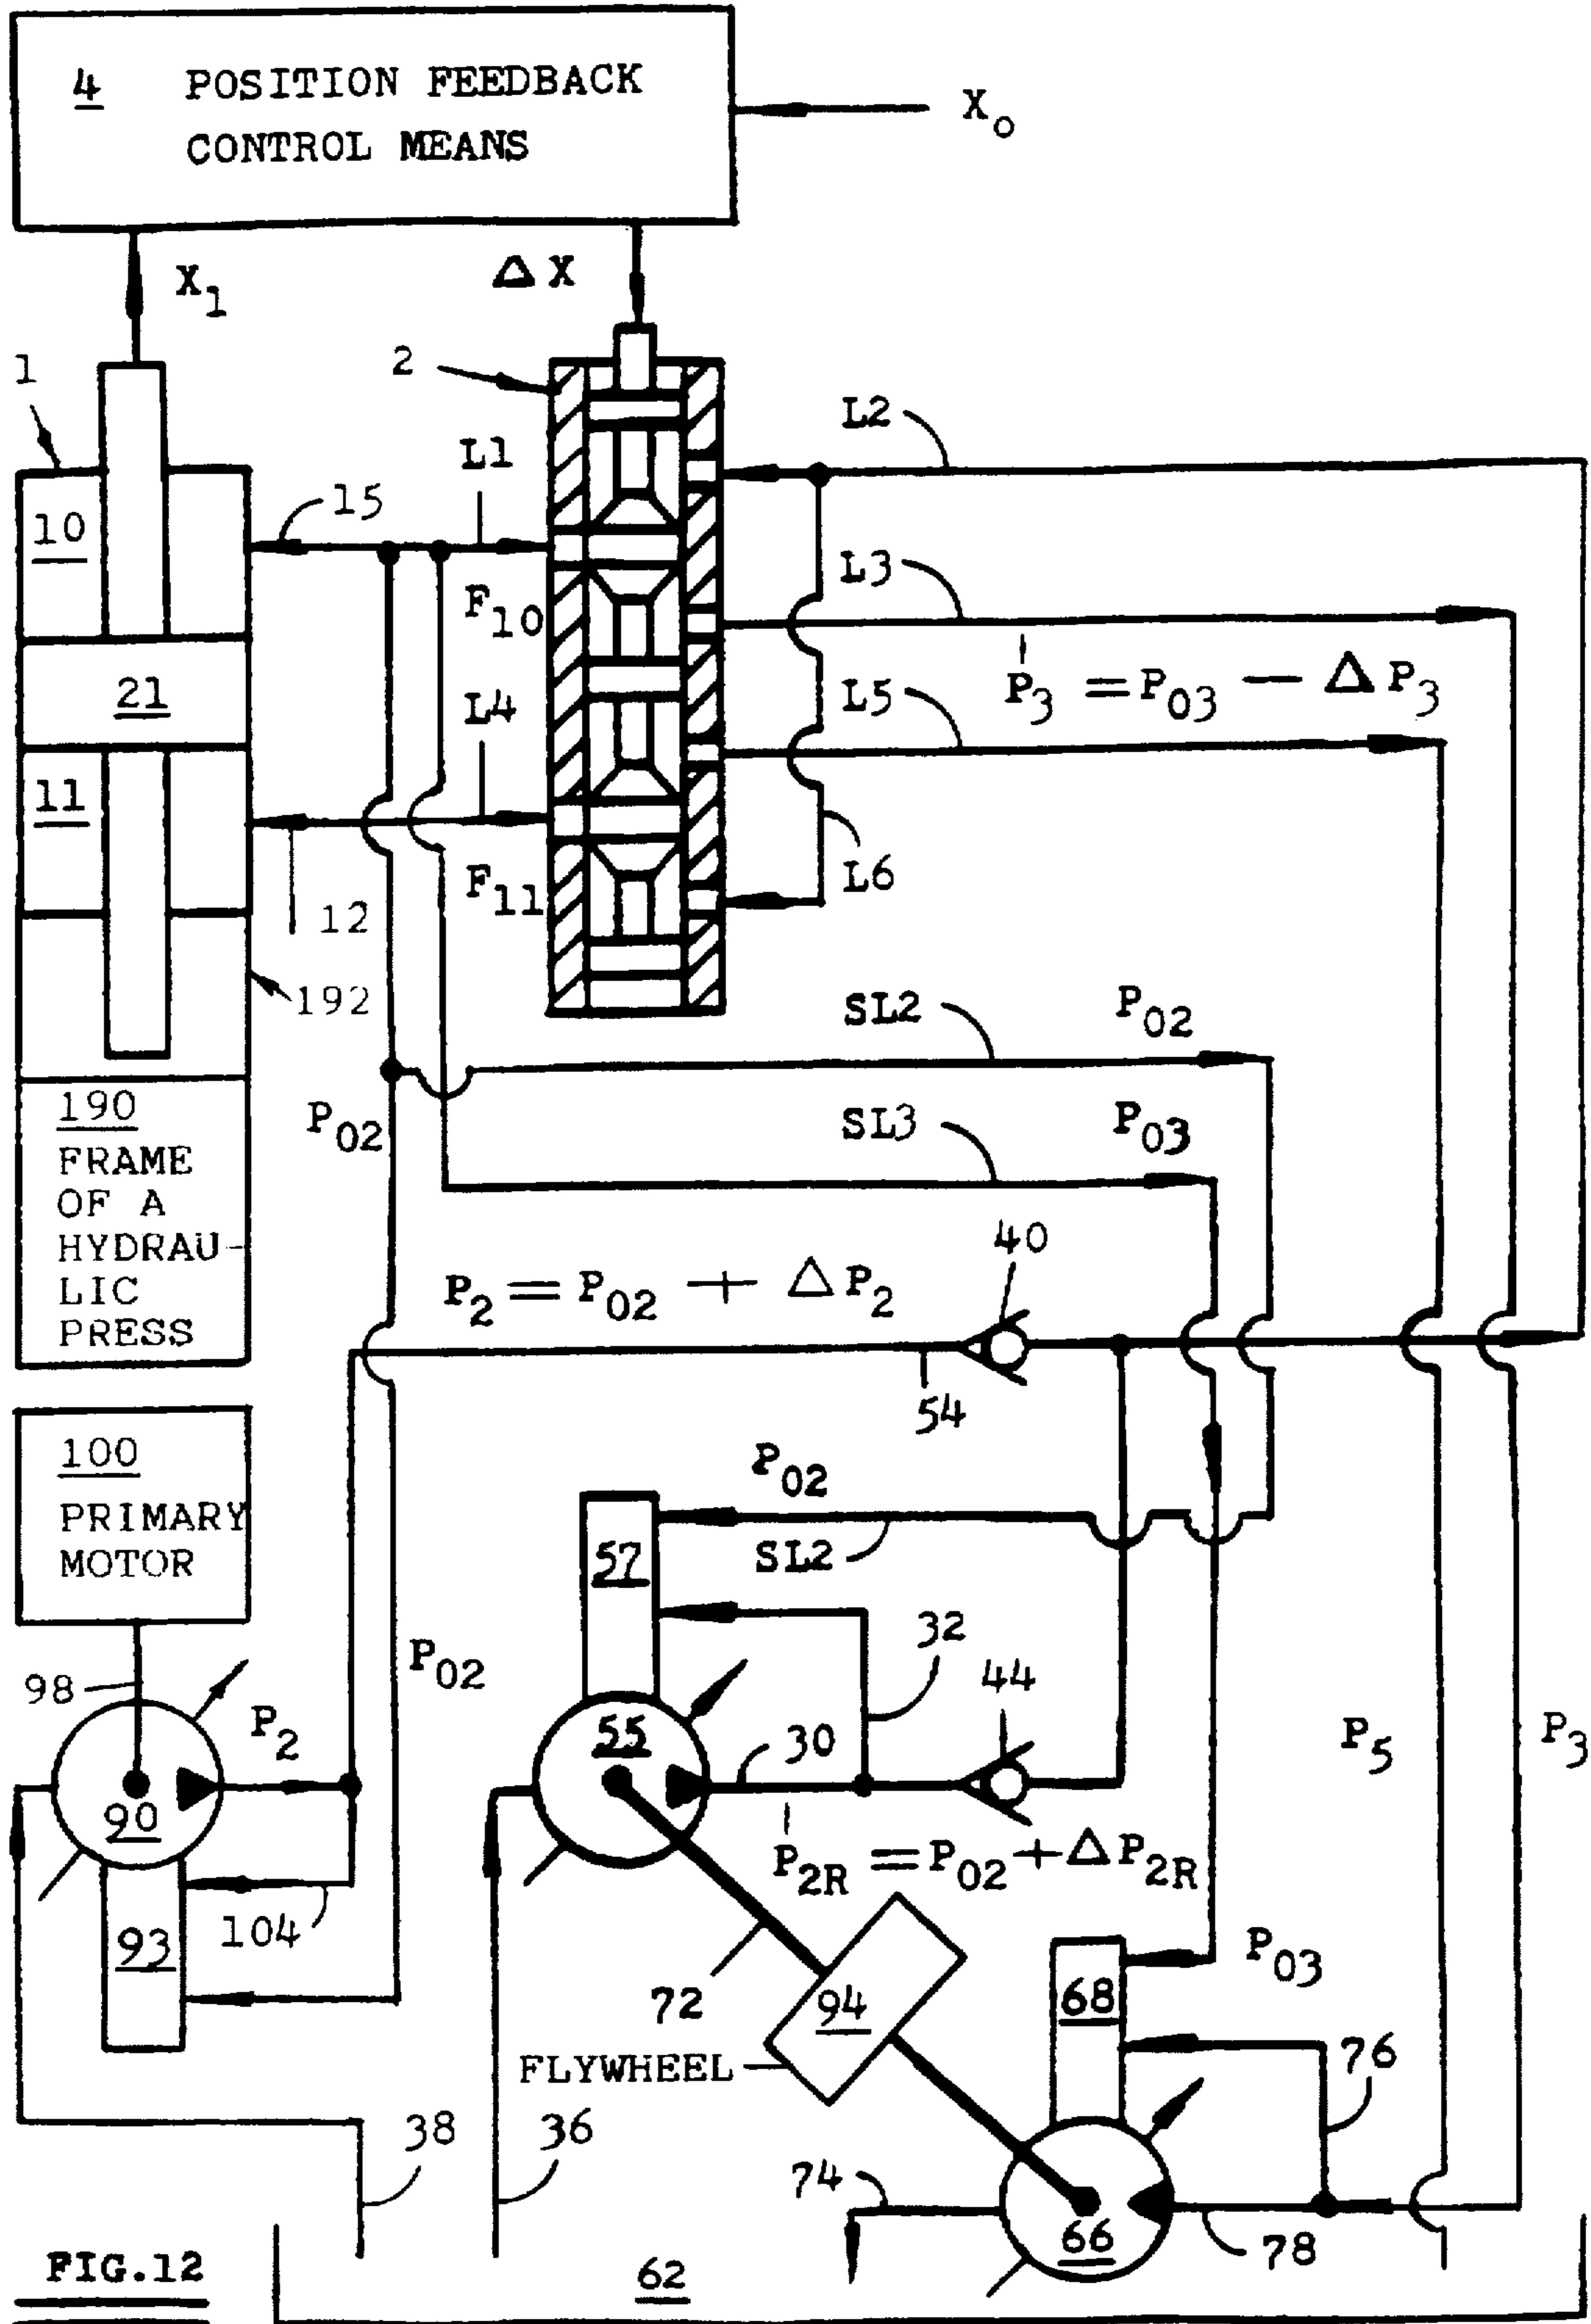 4 POSITION FEEDBACK
CONTROL MEANS
X₀
X₁
ΔX
1
2
L2
L1
15
10
L3
F₁₀
P₃ = P₀₃ − ΔP₃
21
L4
L5
11
L6
F₁₁
12
192
SL2
P₀₂
190
P₀₂
SL3
P₀₃
FRAME
OF A
HYDRAU-
LIC
PRESS
40
P₂ = P₀₂ + ΔP₂
54
100
PRIMARY
MOTOR
P₀₂
57
SL2
32
P₀₂
98
44
P₂
55
30
P₅
P₃
90
P₂R = P₀₂ + ΔP₂R
104
93
72
94
68
P₀₃
FLYWHEEL
76
38
36
74
66
78
FIG.12
62